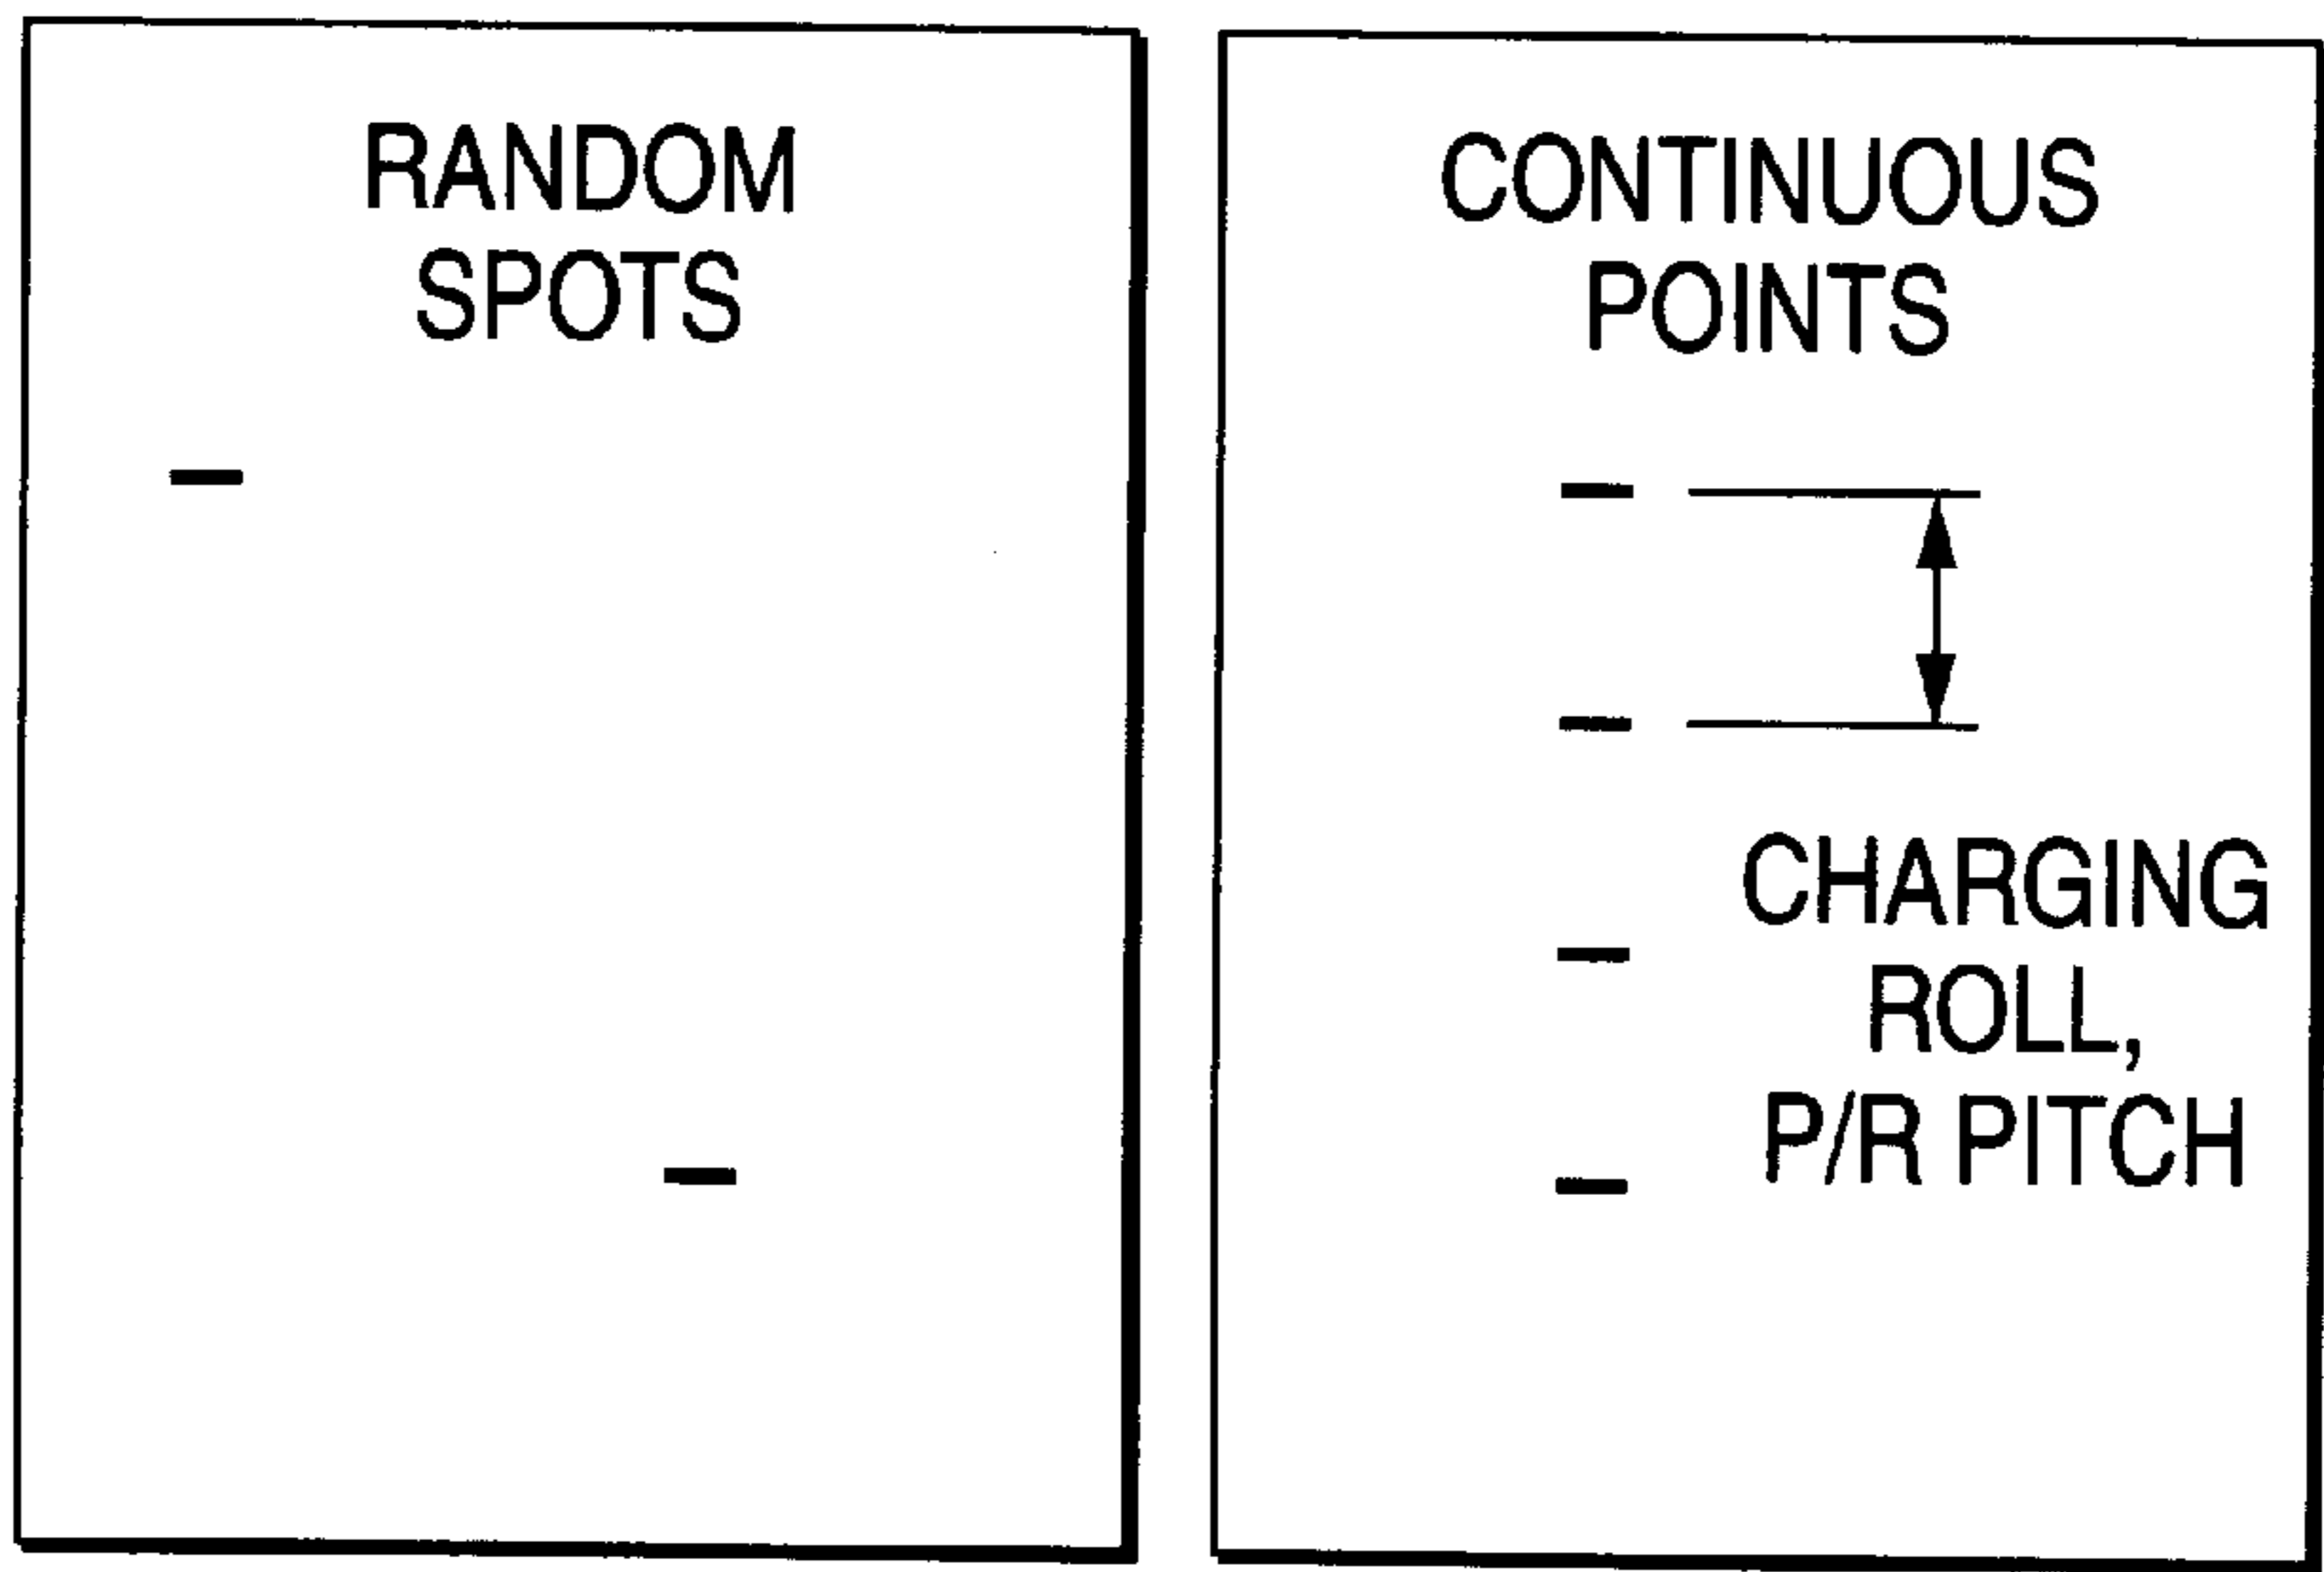 RANDOM
SPOTS
CONTINUOUS
POINTS
CHARGING
ROLL,
P/R PITCH